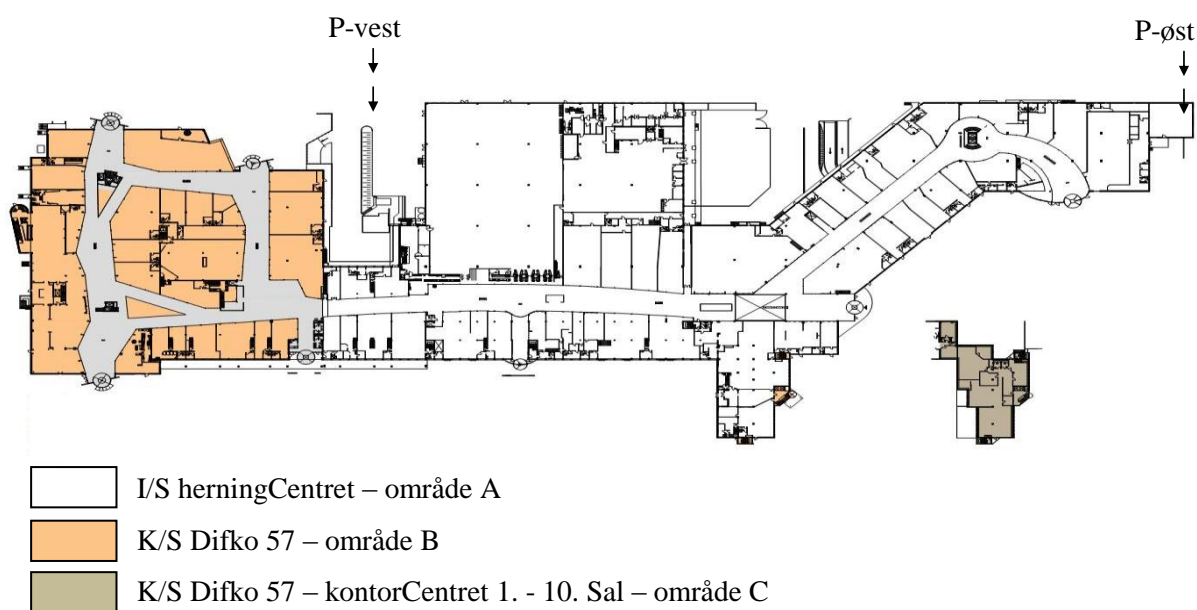 P-vest
P-øst
I/S herningCentret – område A
K/S Difko 57 – område B
K/S Difko 57 – kontorCentret 1. - 10. Sal – område C